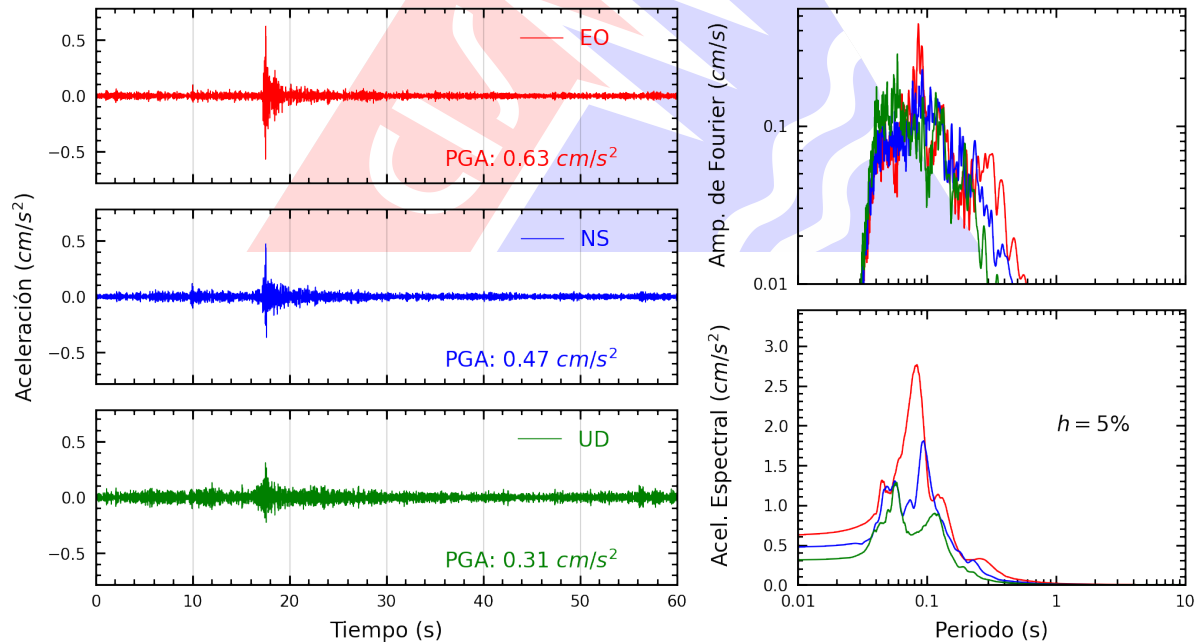 Aceleración (cm/s²)
0.5
0.0
−0.5
EO
PGA: 0.63 cm/s²
0.5
0.0
−0.5
NS
PGA: 0.47 cm/s²
0.5
0.0
−0.5
UD
PGA: 0.31 cm/s²
0 10 20 30 40 50 60
Tiempo (s)
Amp. de Fourier (cm/s)
0.1
0.01
Acel. Espectral (cm/s²)
3.0
2.5
2.0
1.5
1.0
0.5
0.0
h = 5%
0.01 0.1 1 10
Periodo (s)